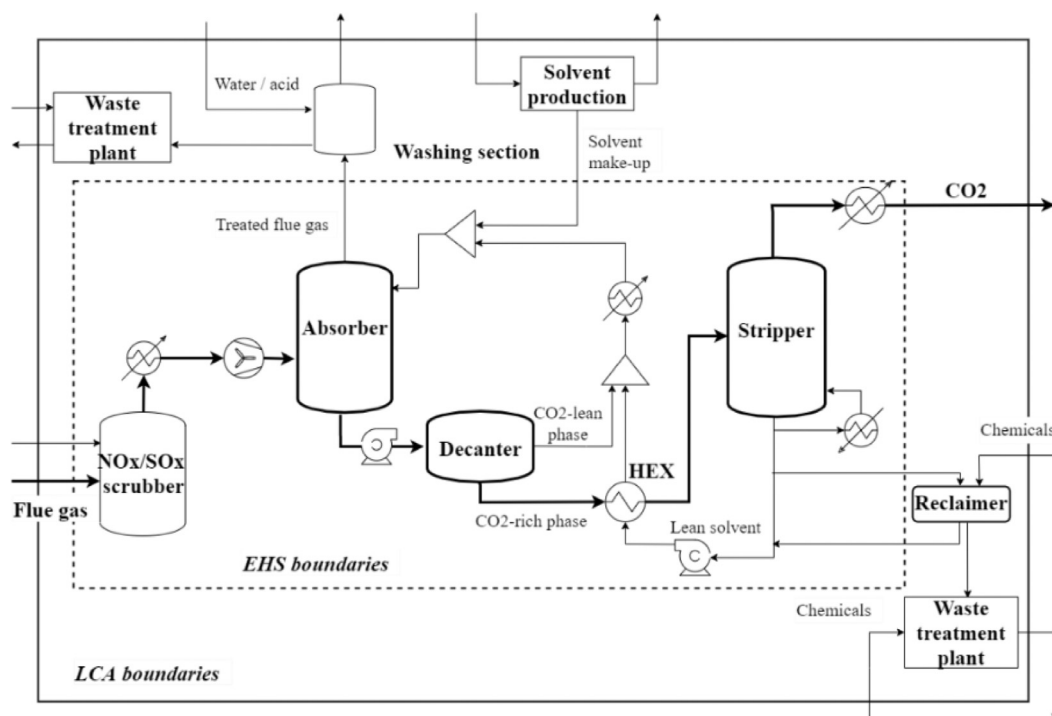 Water / acid
Waste
treatment
plant
Solvent
production
Washing section
Solvent
make-up
Treated flue gas
CO2
Absorber
Stripper
NOx/SOx
scrubber
Flue gas
Decanter
CO2-lean
phase
CO2-rich phase
HEX
Lean solvent
Chemicals
Reclaimer
EHS boundaries
Chemicals
Waste
treatment
plant
LCA boundaries